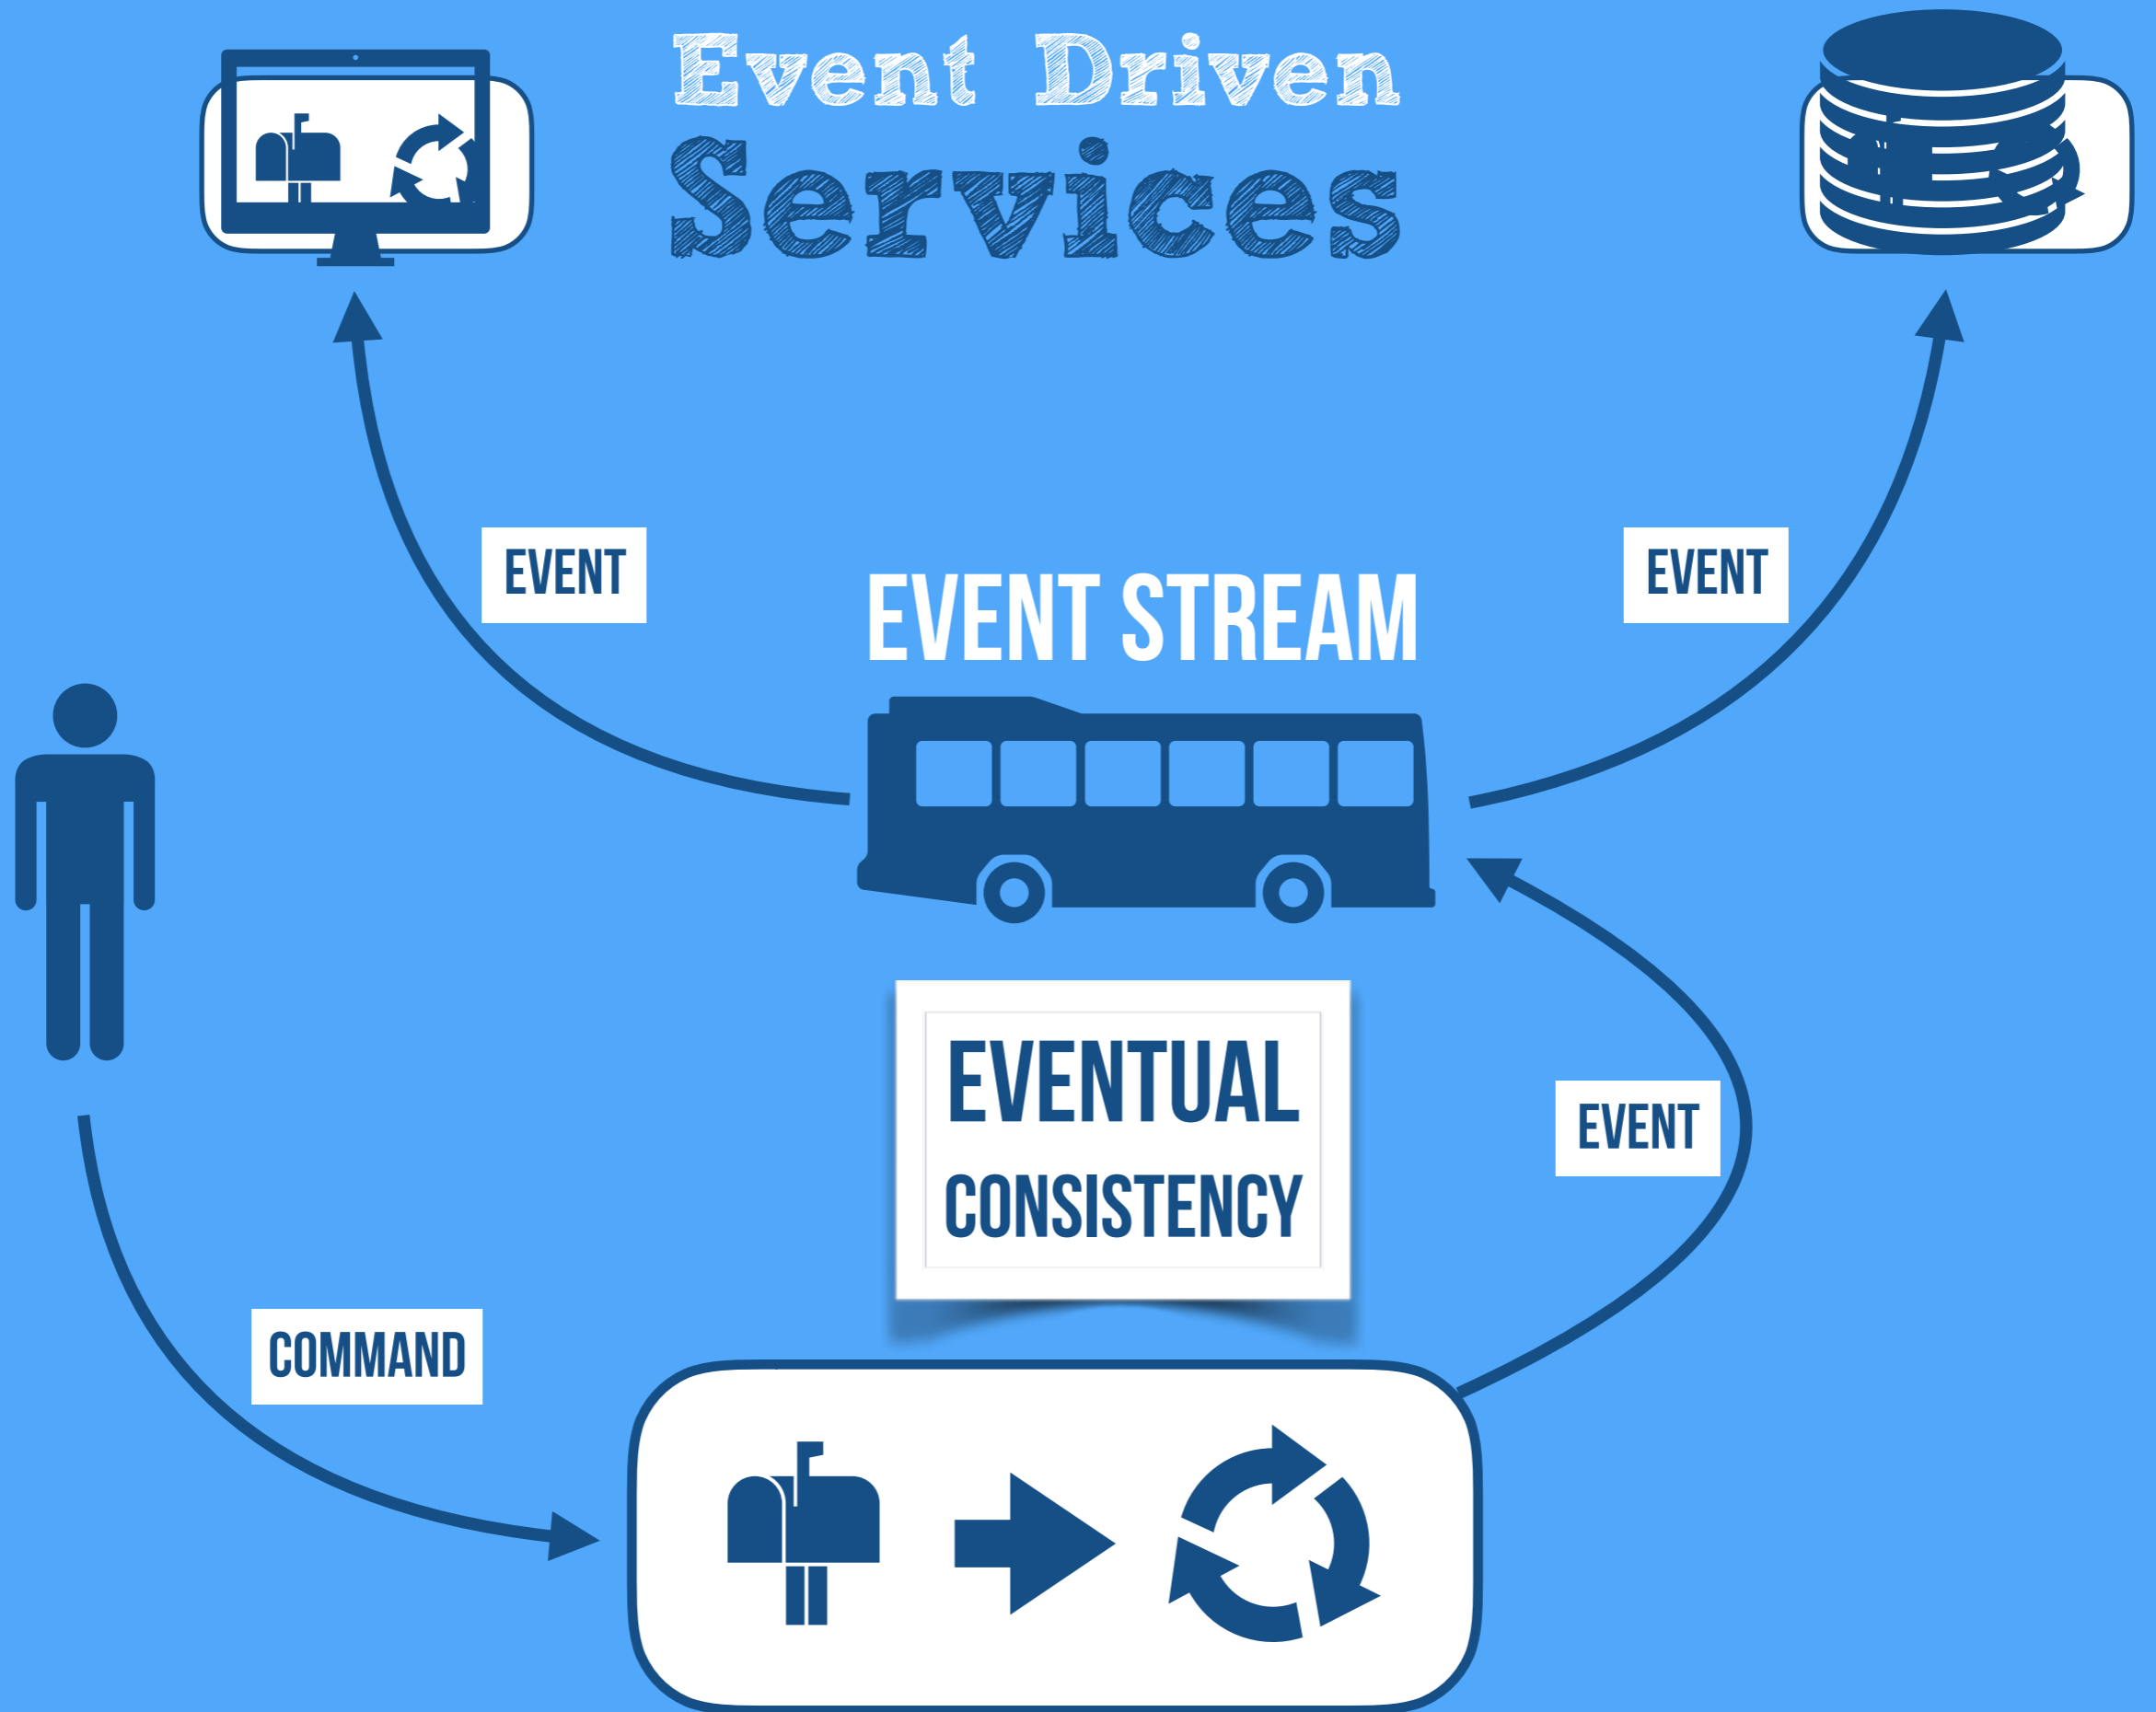 Event Driven
Services
EVENT
EVENT
EVENT STREAM
EVENTUAL
CONSISTENCY
EVENT
COMMAND